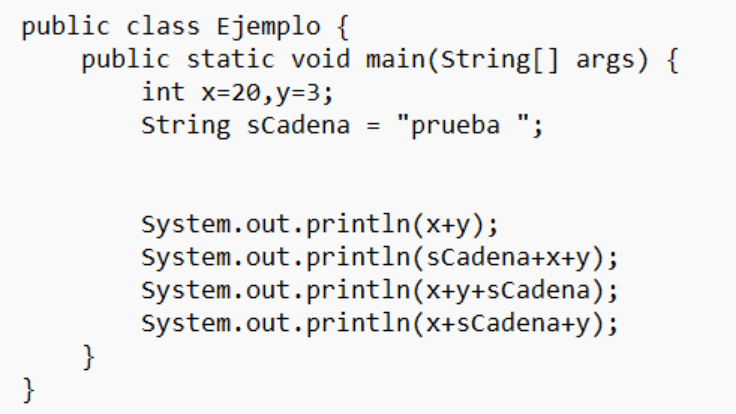 public class Ejemplo {
    public static void main(String[] args) {
        int x=20,y=3;
        String sCadena = "prueba ";
        System.out.println(x+y);
        System.out.println(sCadena+x+y);
        System.out.println(x+y+sCadena);
        System.out.println(x+sCadena+y);
    }
}